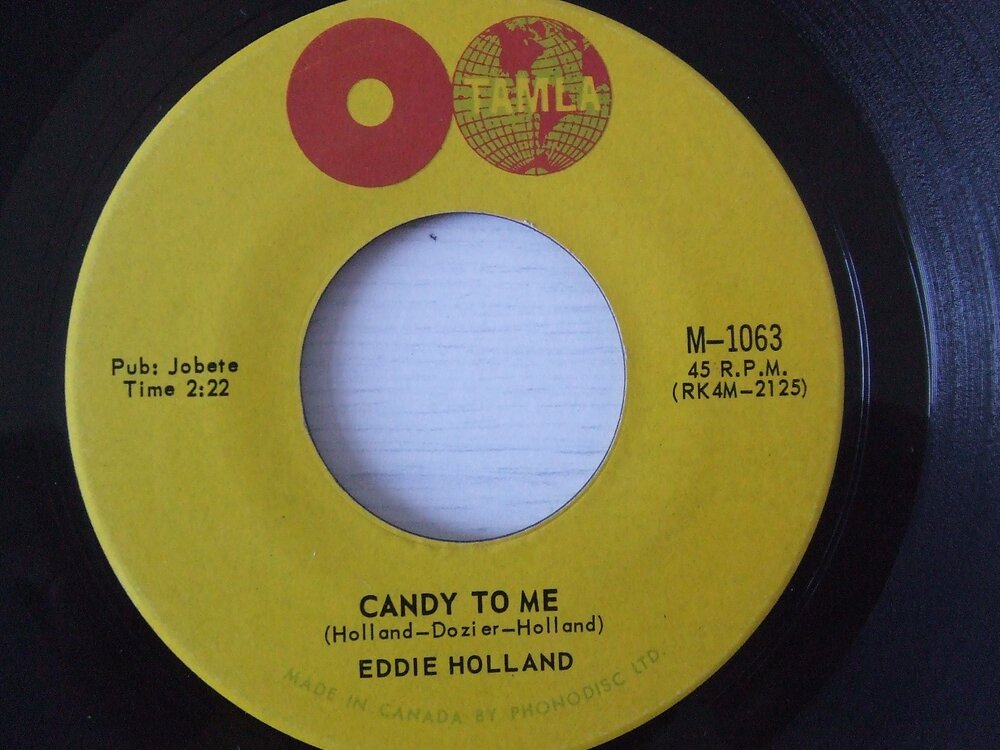 TAMLA
Pub: Jobete
Time 2:22
M-1063
45 R.P.M.
(RK4M-2125)
CANDY TO ME
(Holland-Dozier-Holland)
EDDIE HOLLAND
MADE IN CANADA BY PHONODISC LTD.